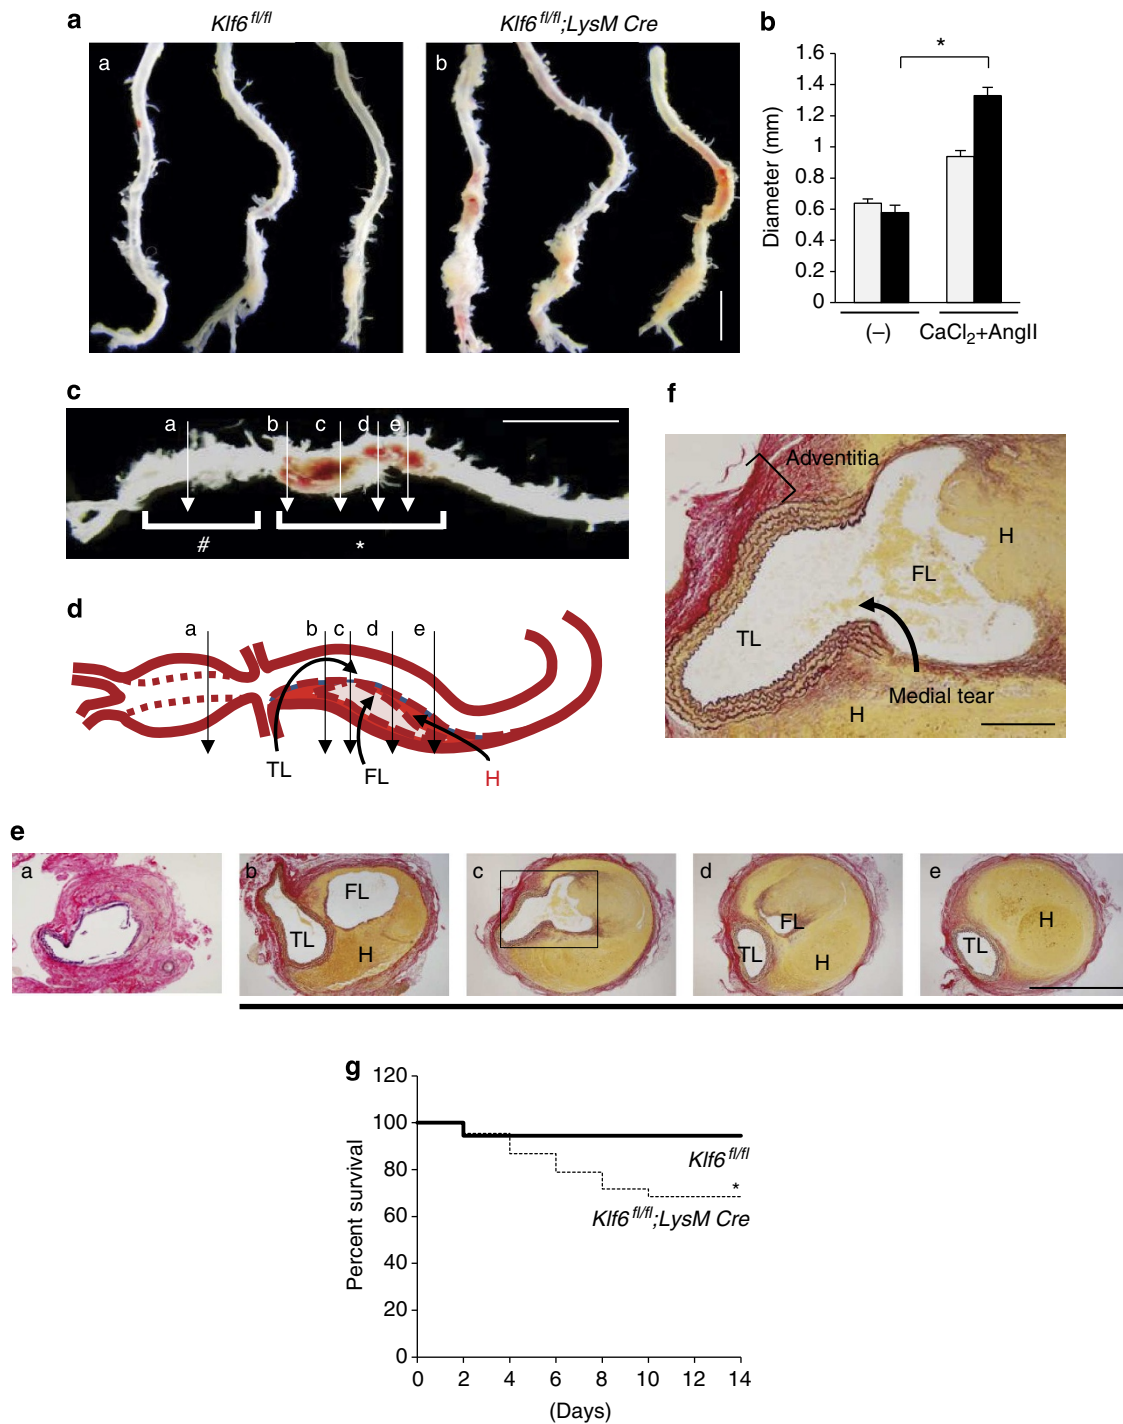 a
Klf6 fl/fl
Klf6 fl/fl;LysM Cre
a
b
b
*
Diameter (mm)
1.6
1.4
1.2
1
0.8
0.6
0.4
0.2
0
(–)
CaCl2+AngII
c
a
b
c
d
e
#
*
d
a
b
c
d
e
TL
FL
H
f
Adventitia
H
FL
TL
Medial tear
H
e
a
b
FL
TL
H
c
d
FL
TL
H
e
H
TL
g
Percent survival
120
100
80
60
40
20
0
Klf6 fl/fl
*
Klf6 fl/fl;LysM Cre
0 2 4 6 8 10 12 14
(Days)